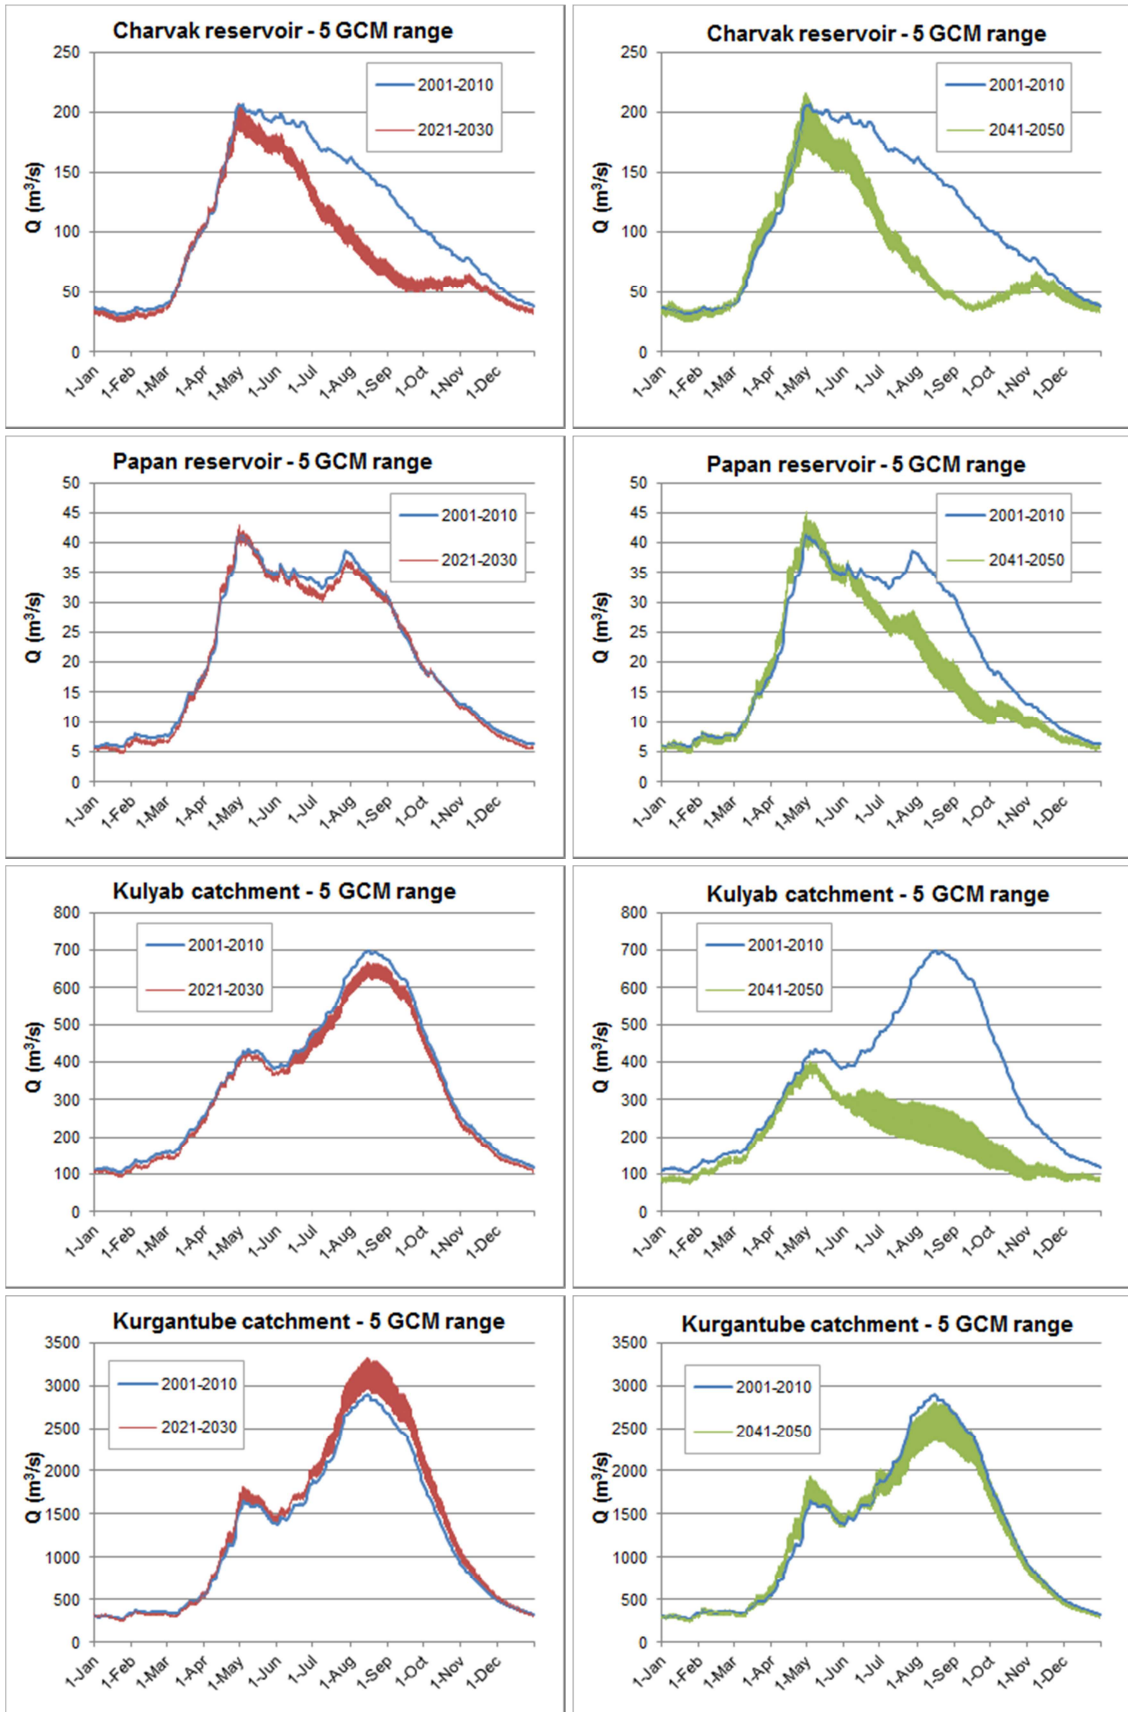 Charvak reservoir - 5 GCM range
Q (m³/s)
250
200
150
100
50
0
2001-2010
2021-2030
1-Jan
1-Feb
1-Mar
1-Apr
1-May
1-Jun
1-Jul
1-Aug
1-Sep
1-Oct
1-Nov
1-Dec
Charvak reservoir - 5 GCM range
Q (m³/s)
250
200
150
100
50
0
2001-2010
2041-2050
1-Jan
1-Feb
1-Mar
1-Apr
1-May
1-Jun
1-Jul
1-Aug
1-Sep
1-Oct
1-Nov
1-Dec
Papan reservoir - 5 GCM range
Q (m³/s)
50
45
40
35
30
25
20
15
10
5
0
2001-2010
2021-2030
1-Jan
1-Feb
1-Mar
1-Apr
1-May
1-Jun
1-Jul
1-Aug
1-Sep
1-Oct
1-Nov
1-Dec
Papan reservoir - 5 GCM range
Q (m³/s)
50
45
40
35
30
25
20
15
10
5
0
2001-2010
2041-2050
1-Jan
1-Feb
1-Mar
1-Apr
1-May
1-Jun
1-Jul
1-Aug
1-Sep
1-Oct
1-Nov
1-Dec
Kulyab catchment - 5 GCM range
Q (m³/s)
800
700
600
500
400
300
200
100
0
2001-2010
2021-2030
1-Jan
1-Feb
1-Mar
1-Apr
1-May
1-Jun
1-Jul
1-Aug
1-Sep
1-Oct
1-Nov
1-Dec
Kulyab catchment - 5 GCM range
Q (m³/s)
800
700
600
500
400
300
200
100
0
2001-2010
2041-2050
1-Jan
1-Feb
1-Mar
1-Apr
1-May
1-Jun
1-Jul
1-Aug
1-Sep
1-Oct
1-Nov
1-Dec
Kurgantube catchment - 5 GCM range
Q (m³/s)
3500
3000
2500
2000
1500
1000
500
0
2001-2010
2021-2030
1-Jan
1-Feb
1-Mar
1-Apr
1-May
1-Jun
1-Jul
1-Aug
1-Sep
1-Oct
1-Nov
1-Dec
Kurgantube catchment - 5 GCM range
Q (m³/s)
3500
3000
2500
2000
1500
1000
500
0
2001-2010
2041-2050
1-Jan
1-Feb
1-Mar
1-Apr
1-May
1-Jun
1-Jul
1-Aug
1-Sep
1-Oct
1-Nov
1-Dec